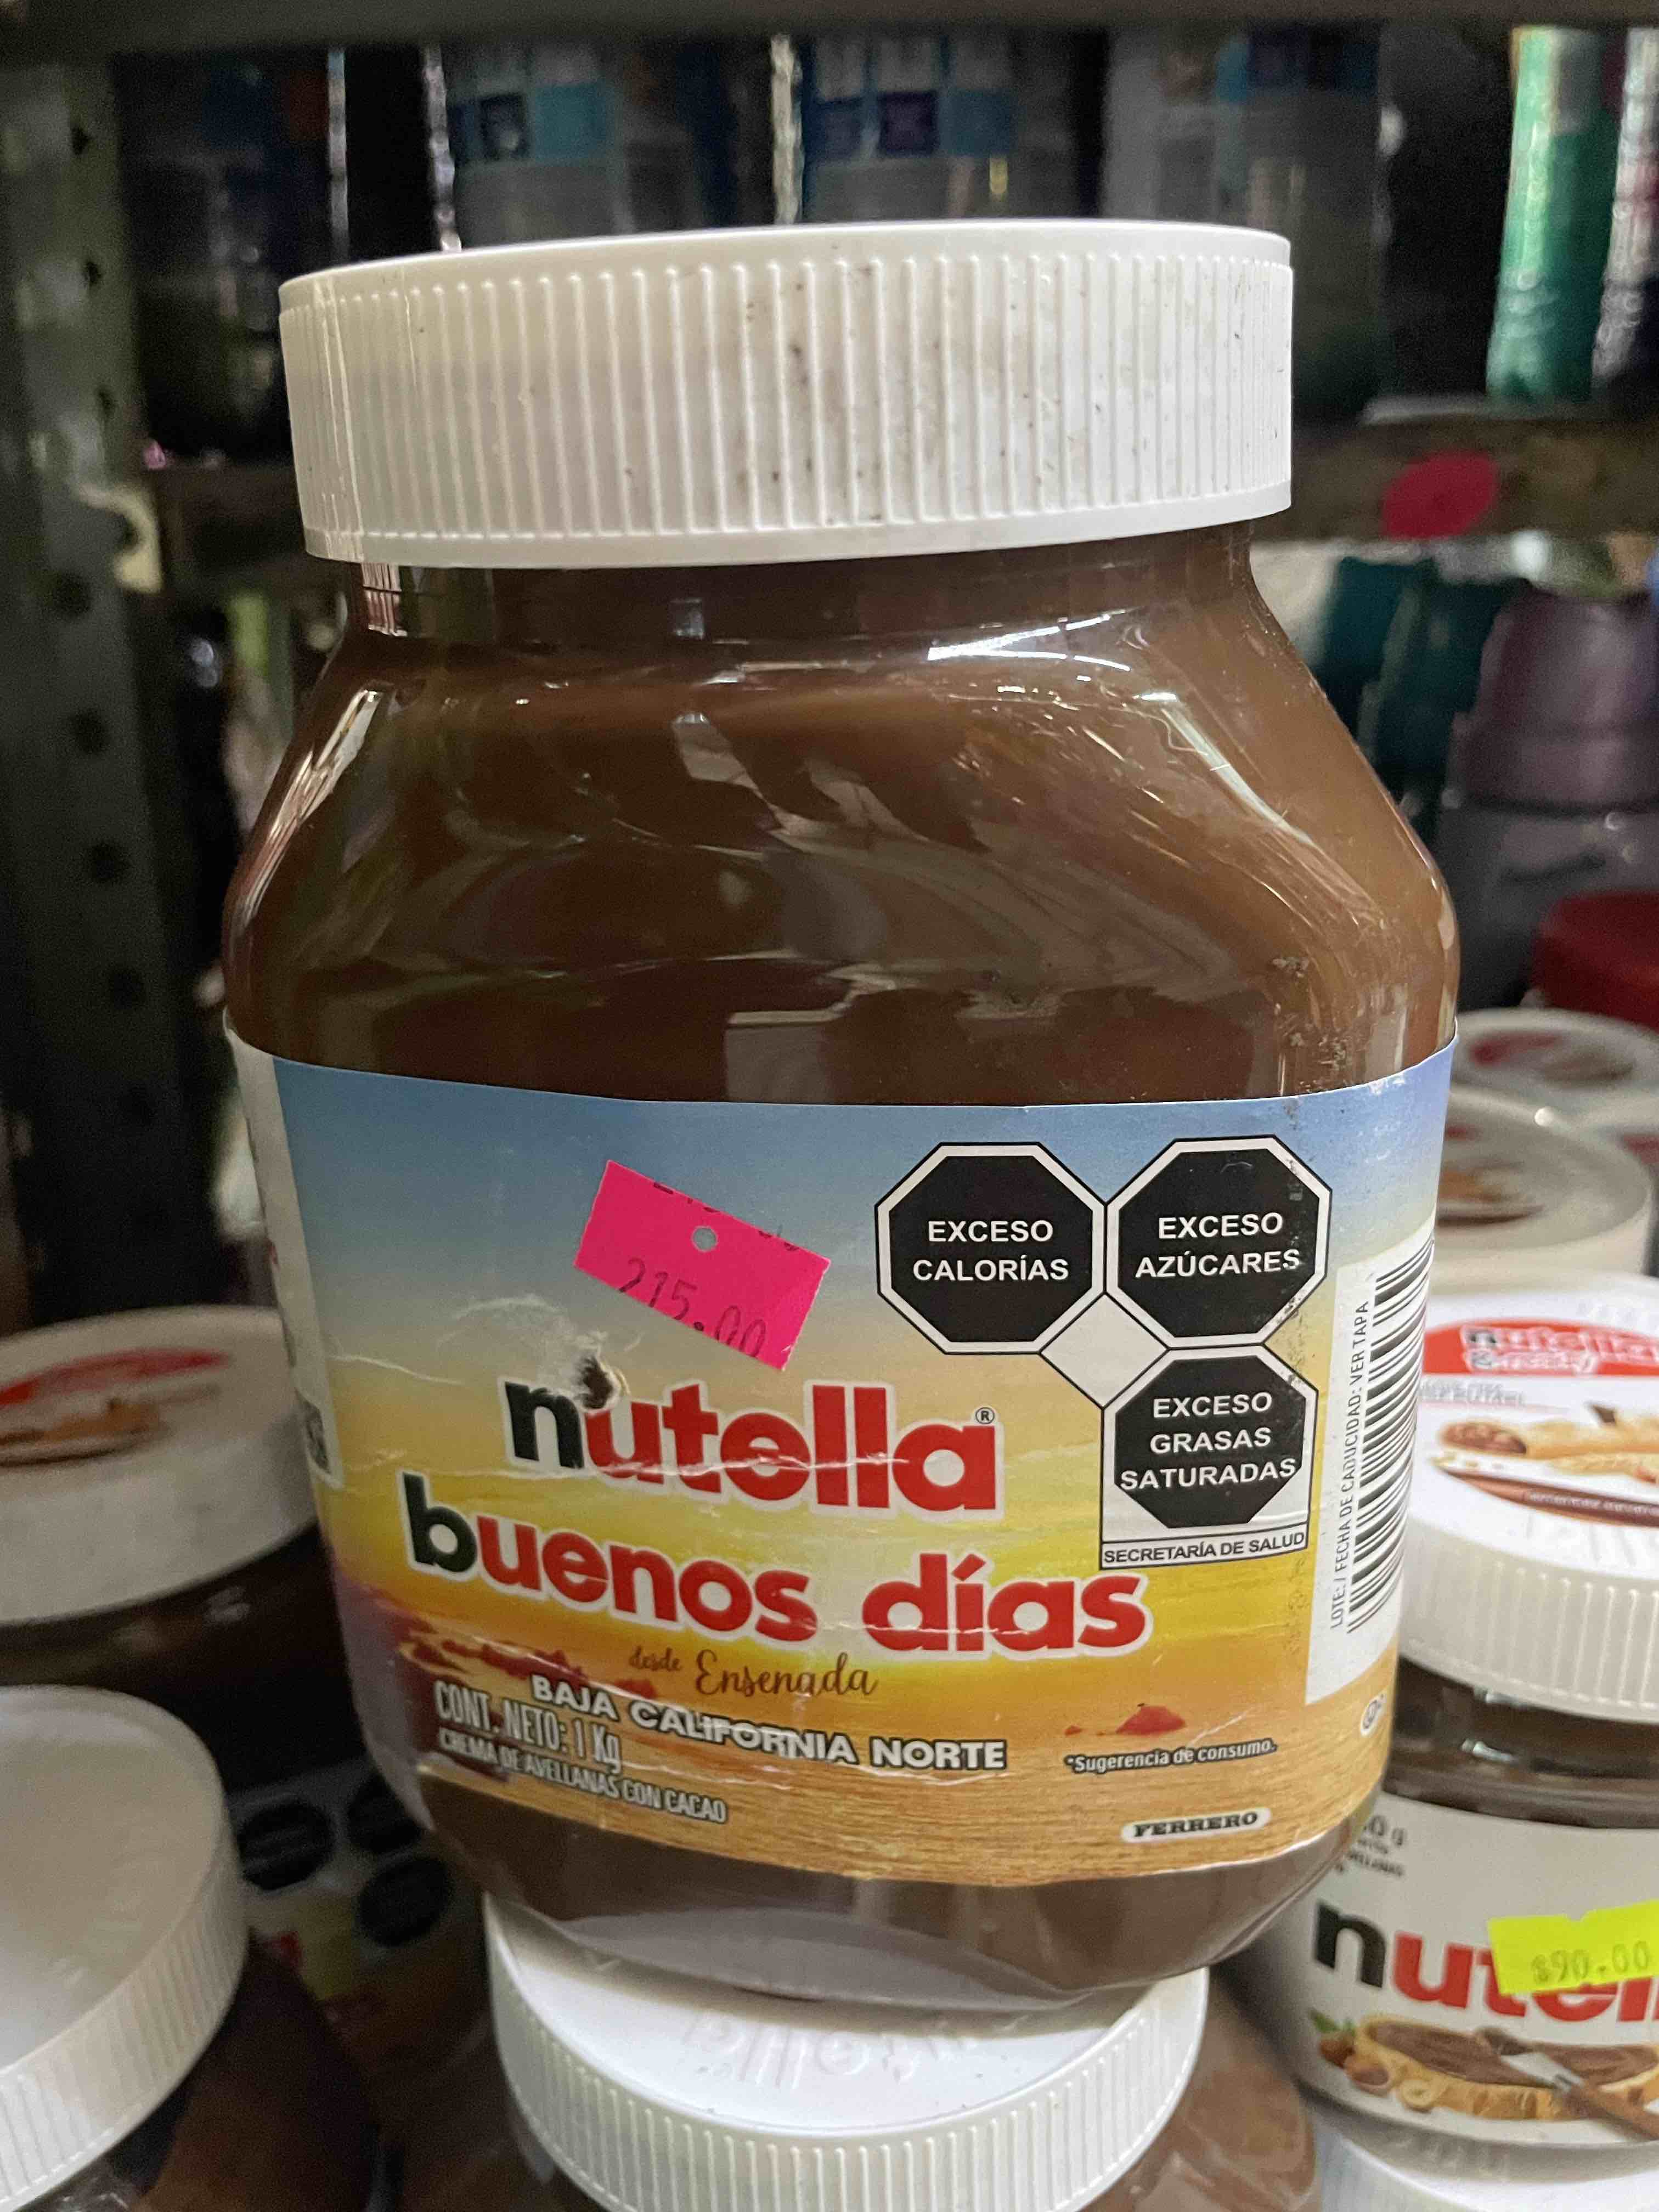 215.00
EXCESO
CALORÍAS
EXCESO
AZÚCARES
EXCESO
GRASAS
SATURADAS
SECRETARÍA DE SALUD
LOTE: / FECHA DE CADUCIDAD: VER TAPA
nutella®
buenos días
desde Ensenada
BAJA CALIFORNIA NORTE
CONT. NETO: 1 Kg
CREMA DE AVELLANAS CON CACAO
*Sugerencia de consumo.
FERRERO
nutella
$90.00
nutell